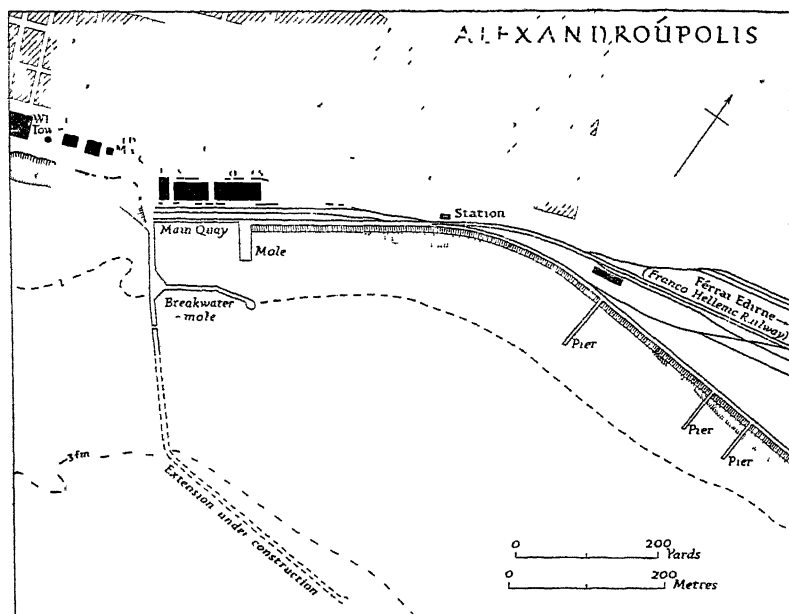 ALEXANDROÚPOLIS
Station
Main Quay
Mole
Breakwater
-mole
Férrai Edirne
(Franco Hellenic Railway)
Pier
Pier
Pier
3fm
Extension under construction
0 200
Yards
0 200
Metres